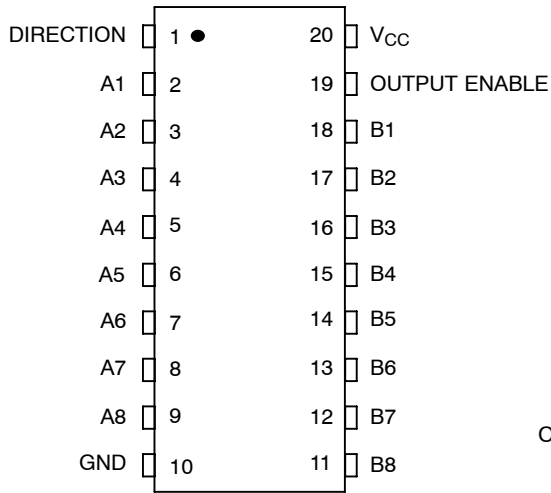 DIRECTION 1 20 VCC
A1 2 19 OUTPUT ENABLE
A2 3 18 B1
A3 4 17 B2
A4 5 16 B3
A5 6 15 B4
A6 7 14 B5
A7 8 13 B6
A8 9 12 B7
GND 10 11 B8